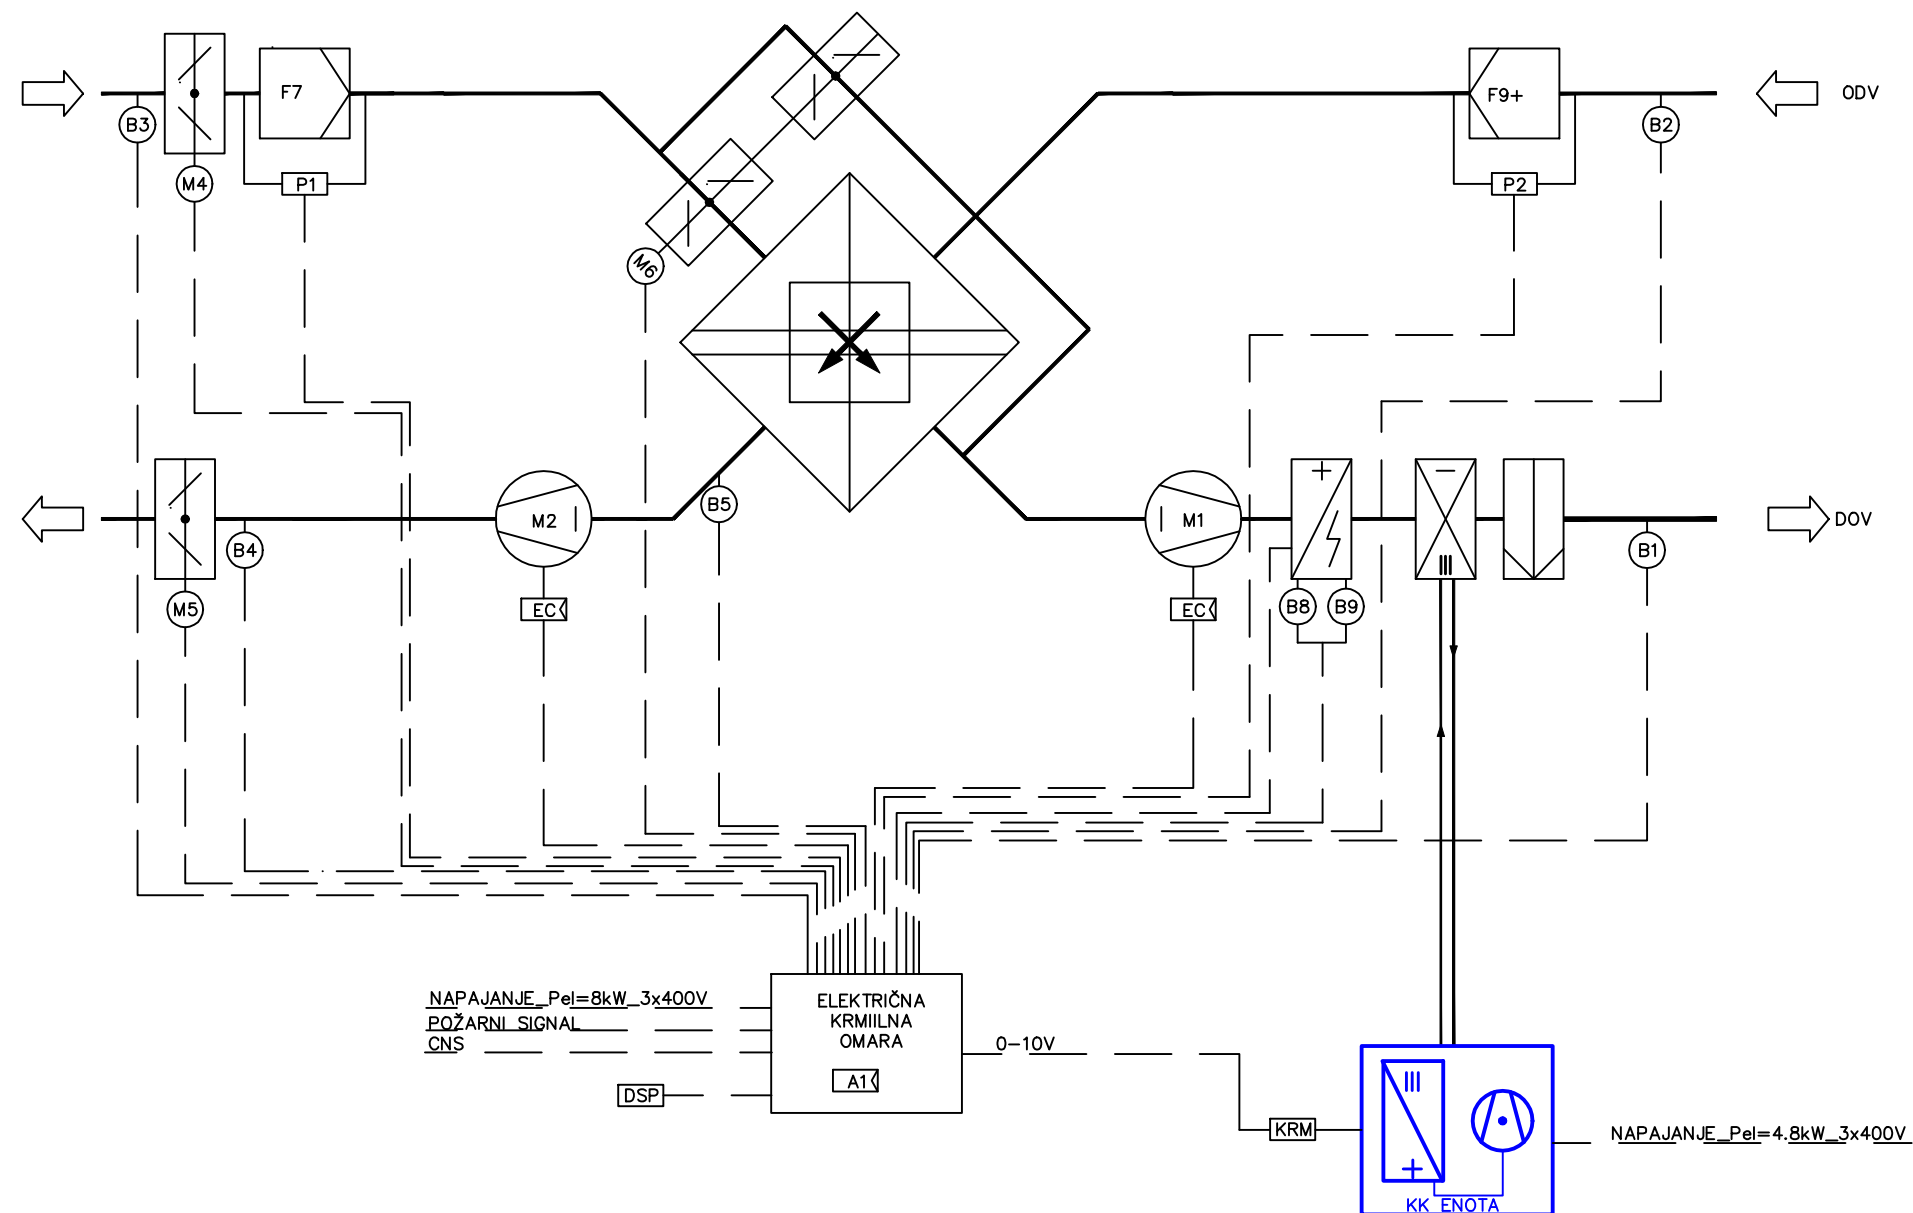 F7
F9+
ODV
B3
B2
M4
P1
P2
M6
B5
M2
M1
DOV
B4
B1
M5
EC
EC
B8
B9
NAPAJANJE_Pel=8kW_3x400V
POŽARNI SIGNAL
CNS
ELEKTRIČNA
KRMIILNA
OMARA
0-10V
A1
DSP
KRM
NAPAJANJE_Pel=4.8kW_3x400V
KK ENOTA